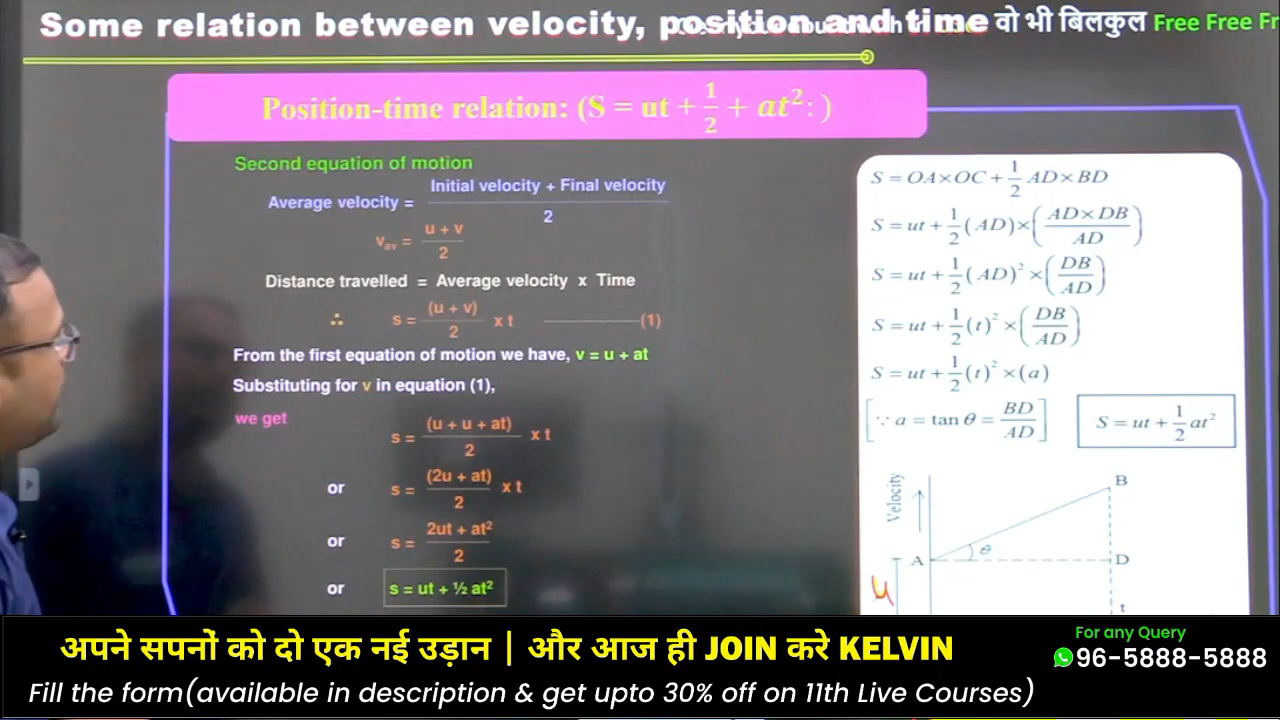 Some relation between velocity, position and time वो भी बिलकुल Free Free Fr
Position-time relation: (S = ut + 1/2 + at²: )
Second equation of motion
Average velocity = Initial velocity + Final velocity / 2
v_av = u + v / 2
Distance travelled = Average velocity x Time
∴ s = (u + v) / 2 x t ————(1)
From the first equation of motion we have, v = u + at
Substituting for v in equation (1),
we get
s = (u + u + at) / 2 x t
or s = (2u + at) / 2 x t
or s = 2ut + at² / 2
or s = ut + ½ at²
S = OA×OC + 1/2 AD×BD
S = ut + 1/2 (AD)×(AD×DB / AD)
S = ut + 1/2 (AD)² ×(DB / AD)
S = ut + 1/2 (t)² ×(DB / AD)
S = ut + 1/2 (t)² ×(a)
[∵ a = tan θ = BD / AD]
S = ut + 1/2 at²
Velocity
B
θ
A
D
u
t
अपने सपनों को दो एक नई उड़ान | और आज ही JOIN करे KELVIN
Fill the form(available in description & get upto 30% off on 11th Live Courses)
For any Query
96-5888-5888